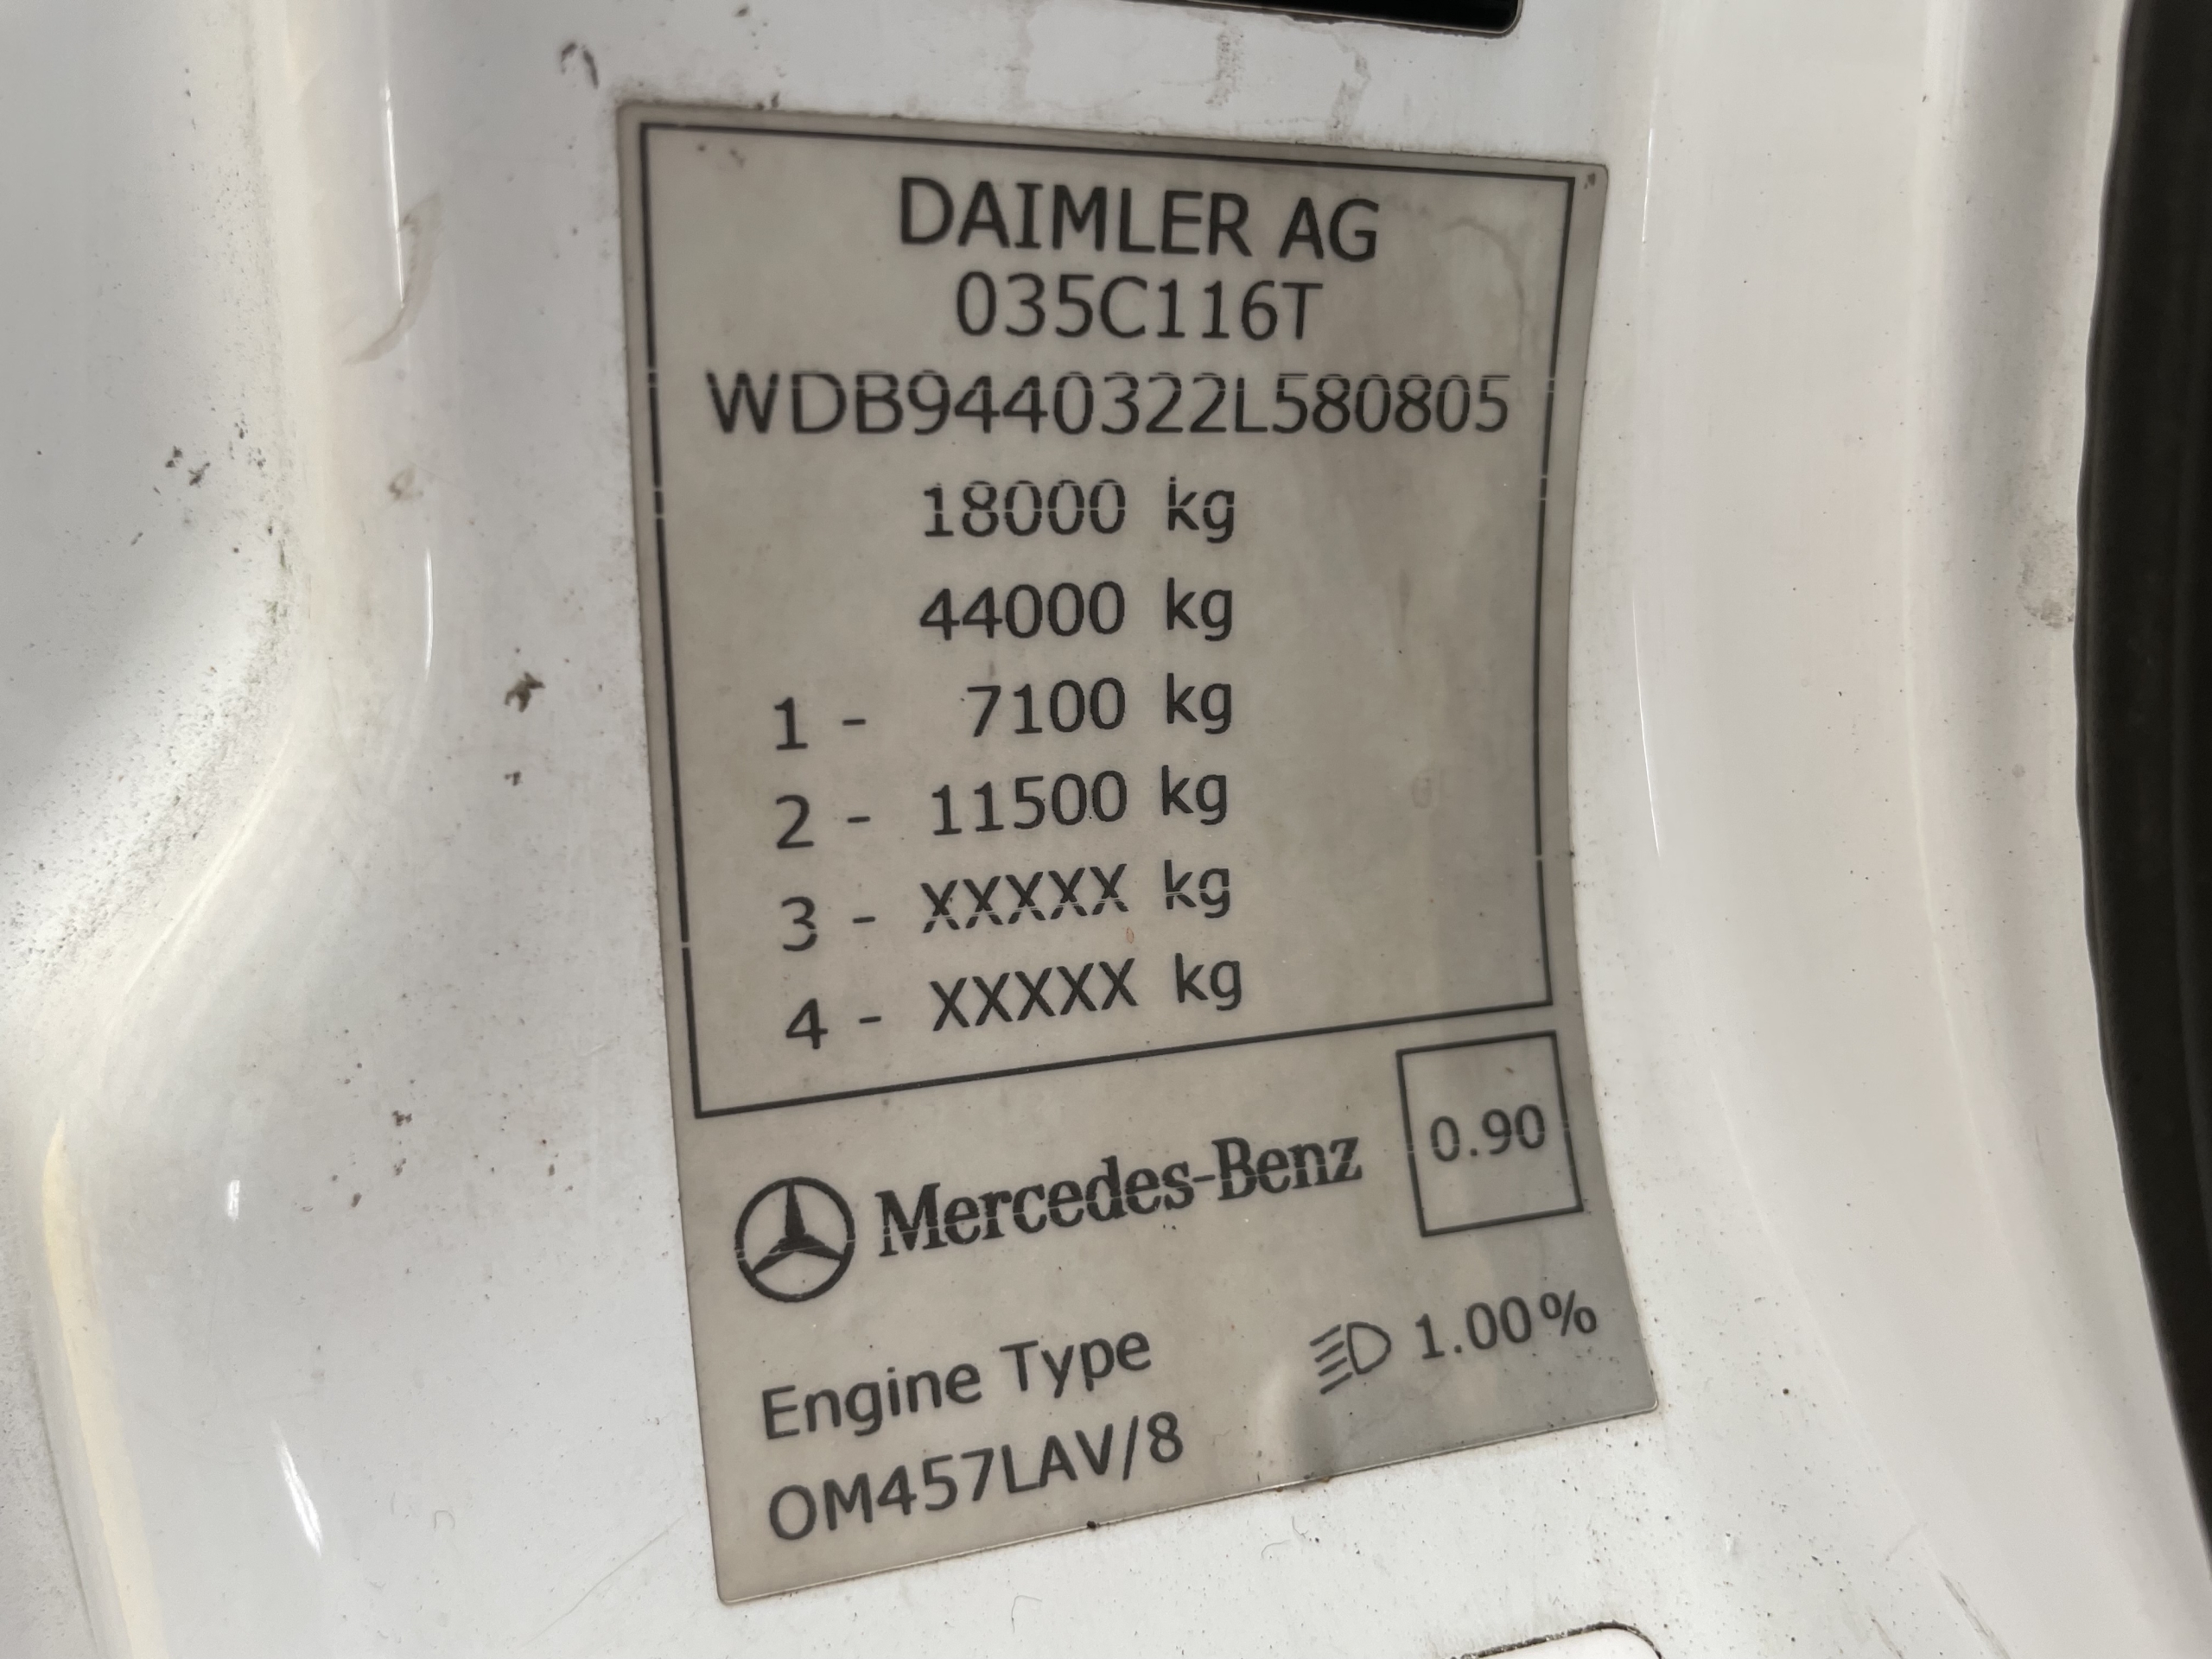 DAIMLER AG
035C116T
WDB9440322L580805
18000 kg
44000 kg
1 - 7100 kg
2 - 11500 kg
3 - XXXXX kg
4 - XXXXX kg
Mercedes-Benz 0.90
Engine Type 1.00%
OM457LAV/8